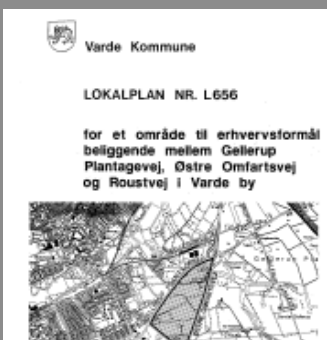 Varde Kommune
LOKALPLAN NR. L656
for et område til erhvervsformål
beliggende mellem Gellerup
Plantagevej, Østre Omfartsvej
og Roustvej i Varde by